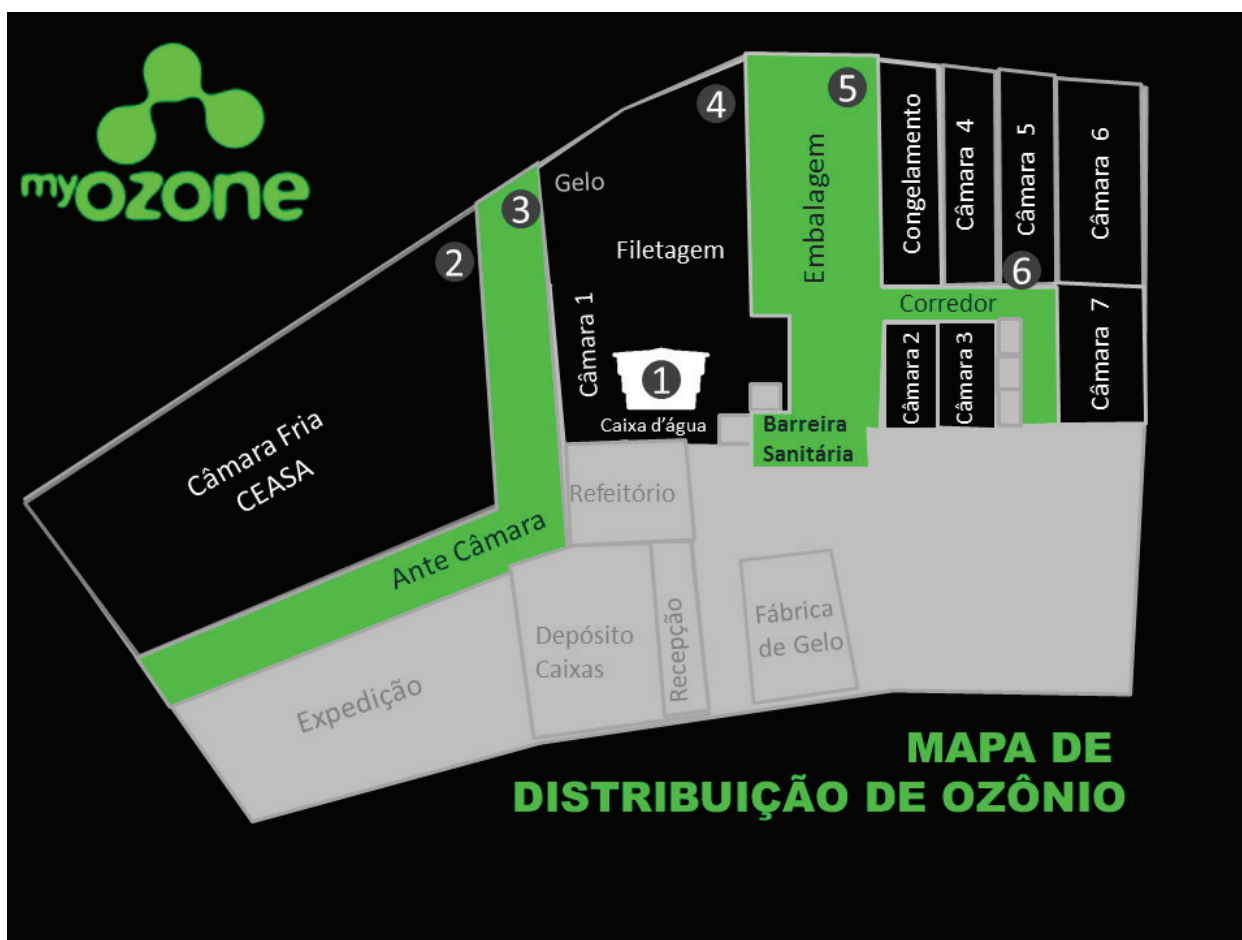 myozone
4
5
Congelamento
Câmara 4
Câmara 5
Câmara 6
Gelo
3
Embalagem
Filetagem
2
6
Corredor
Câmara 1
Câmara 2
Câmara 3
Câmara 7
1
Caixa d'água
Barreira
Sanitária
Câmara Fria
CEASA
Refeitório
Ante Câmara
Depósito
Caixas
Recepção
Fábrica
de Gelo
Expedição
MAPA DE
DISTRIBUIÇÃO DE OZÔNIO